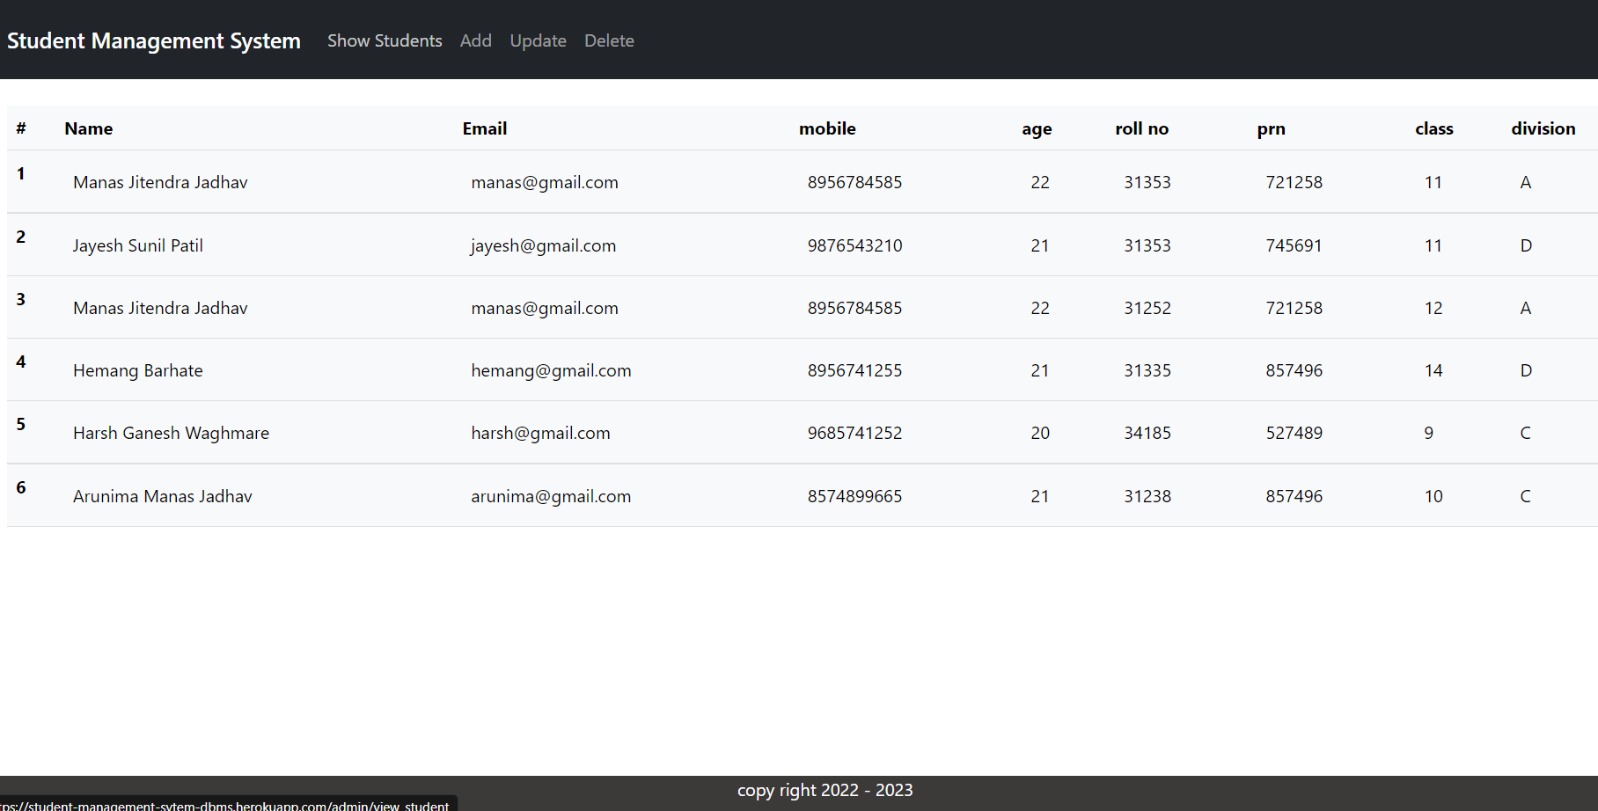 Student Management System Show Students Add Update Delete
# Name Email mobile age roll no prn class division
1 Manas Jitendra Jadhav manas@gmail.com 8956784585 22 31353 721258 11 A
2 Jayesh Sunil Patil jayesh@gmail.com 9876543210 21 31353 745691 11 D
3 Manas Jitendra Jadhav manas@gmail.com 8956784585 22 31252 721258 12 A
4 Hemang Barhate hemang@gmail.com 8956741255 21 31335 857496 14 D
5 Harsh Ganesh Waghmare harsh@gmail.com 9685741252 20 34185 527489 9 C
6 Arunima Manas Jadhav arunima@gmail.com 8574899665 21 31238 857496 10 C
copy right 2022 - 2023
tps://student-management-sytem-dbms.herokuapp.com/admin/view_student